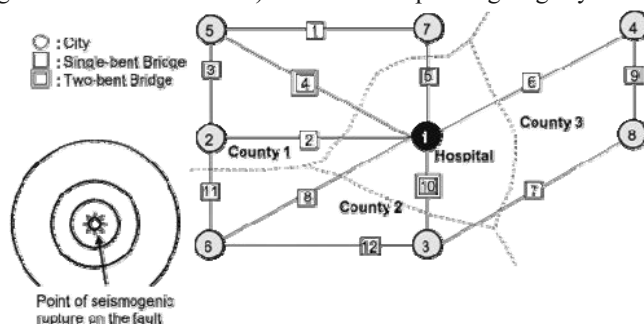 5
1
7
4
: City
: Single-bent Bridge
: Two-bent Bridge
3
4
5
6
9
2
2
1
County 3
8
County 1
Hospital
11
8
10
7
County 2
6
12
3
Point of seismogenic
rupture on the fault